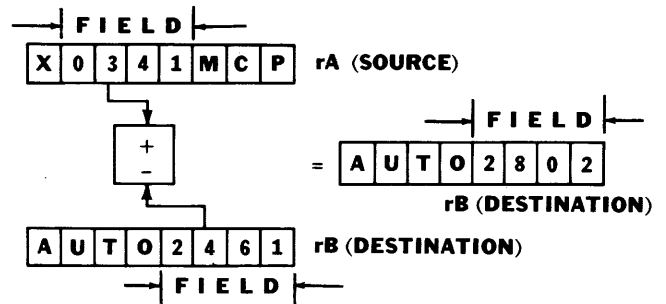 FIELD
X 0 3 4 1 M C P rA (SOURCE)
FIELD
+
-
= A U T O 2 8 0 2
rB (DESTINATION)
A U T O 2 4 6 1 rB (DESTINATION)
FIELD